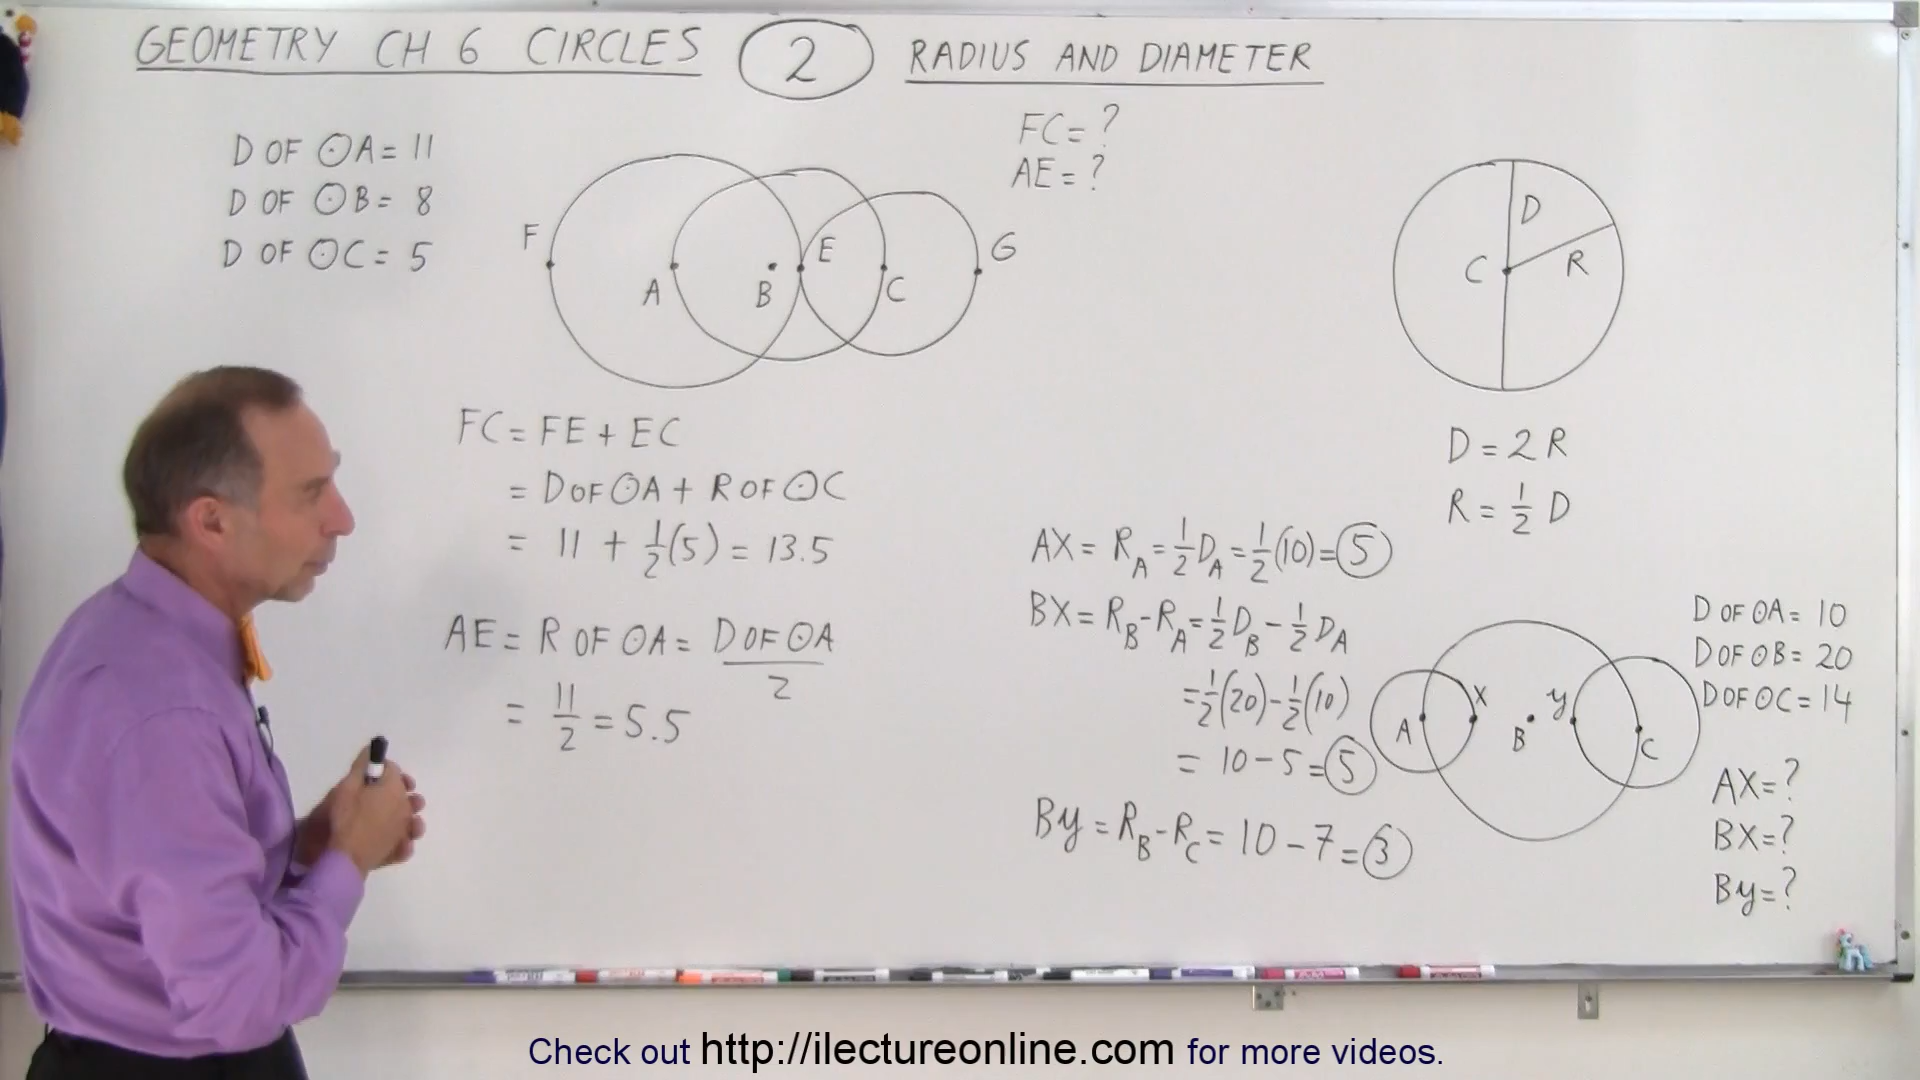 GEOMETRY CH 6 CIRCLES 2 RADIUS AND DIAMETER
D OF ⊙A = 11
D OF ⊙B = 8
D OF ⊙C = 5
FC = ?
AE = ?
F
A
B
E
C
G
D
C
R
FC = FE + EC
= D OF ⊙A + R OF ⊙C
= 11 + 1/2(5) = 13.5
AE = R OF ⊙A = D OF ⊙A / 2
= 11/2 = 5.5
D = 2 R
R = 1/2 D
AX = R_A = 1/2 D_A = 1/2(10) = 5
BX = R_B - R_A = 1/2 D_B - 1/2 D_A
= 1/2(20) - 1/2(10)
= 10 - 5 = 5
By = R_B - R_C = 10 - 7 = 3
A
X
B
y
C
D OF ⊙A = 10
D OF ⊙B = 20
D OF ⊙C = 14
AX = ?
BX = ?
By = ?
Check out http://ilectureonline.com for more videos.